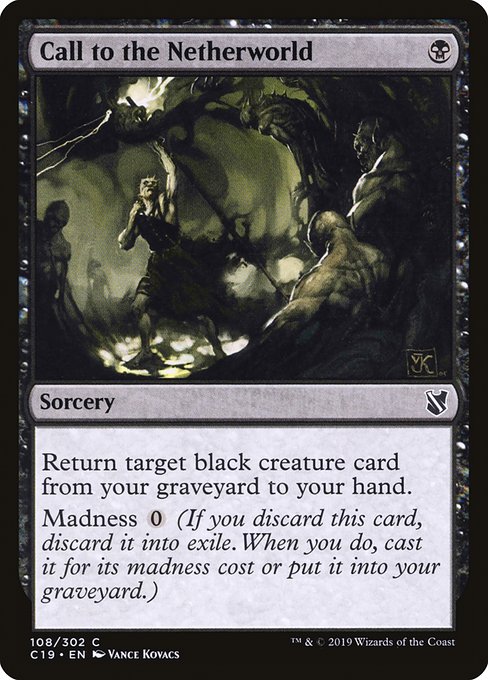 Call to the Netherworld
VK
Sorcery
Return target black creature card
from your graveyard to your hand.
Madness 0 (If you discard this card,
discard it into exile. When you do, cast
it for its madness cost or put it into your
graveyard.)
108/302 C
C19 • EN Vance Kovacs
™ & © 2019 Wizards of the Coast